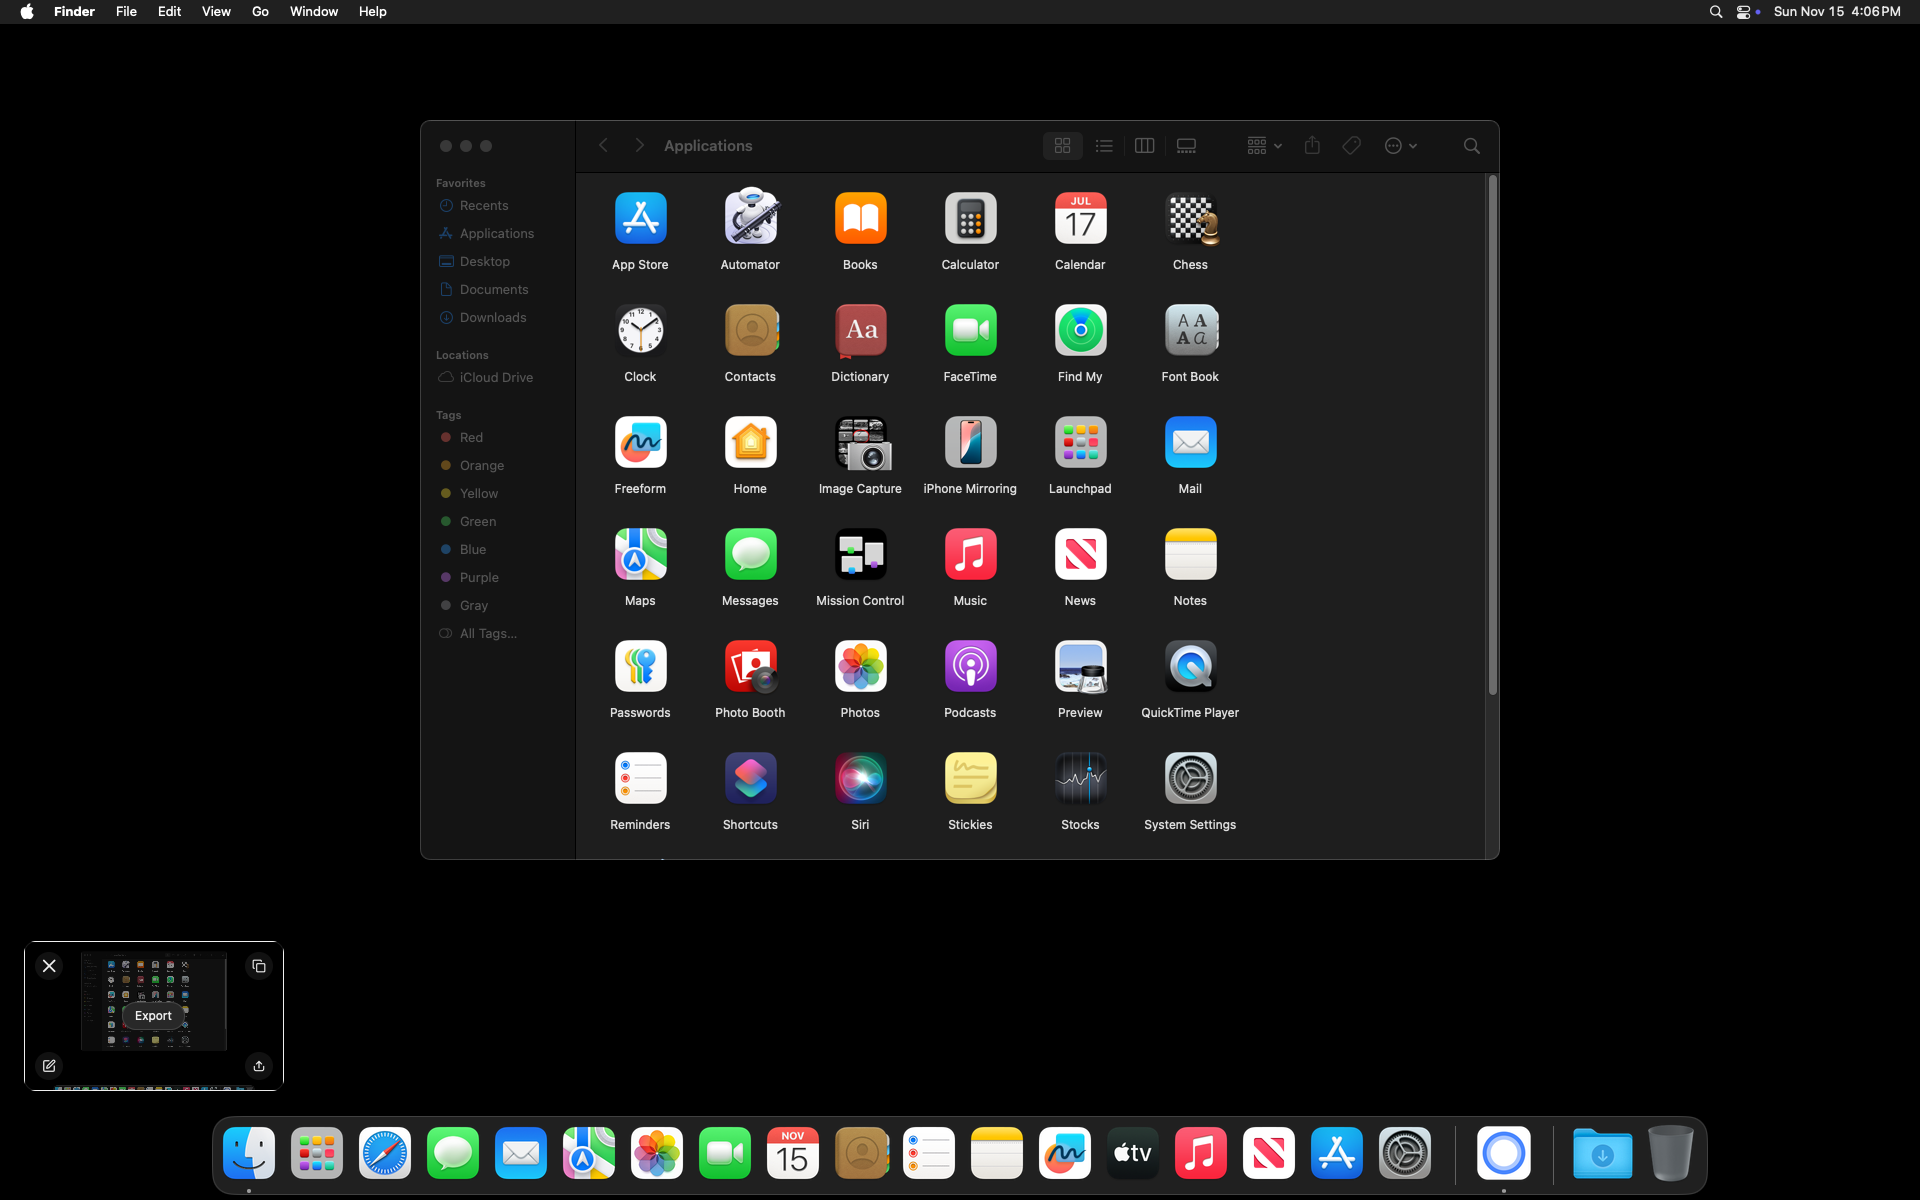 Finder File Edit View Go Window Help Sun Nov 15 4:06 PM
Applications
Favorites
Recents
Applications
Desktop
Documents
Downloads
Locations
iCloud Drive
Tags
Red
Orange
Yellow
Green
Blue
Purple
Gray
All Tags...
JUL
17
App Store Automator Books Calculator Calendar Chess
Aa
A A
A a
Clock Contacts Dictionary FaceTime Find My Font Book
Freeform Home Image Capture iPhone Mirroring Launchpad Mail
Maps Messages Mission Control Music News Notes
Passwords Photo Booth Photos Podcasts Preview QuickTime Player
Reminders Shortcuts Siri Stickies Stocks System Settings
Export
NOV
15
tv